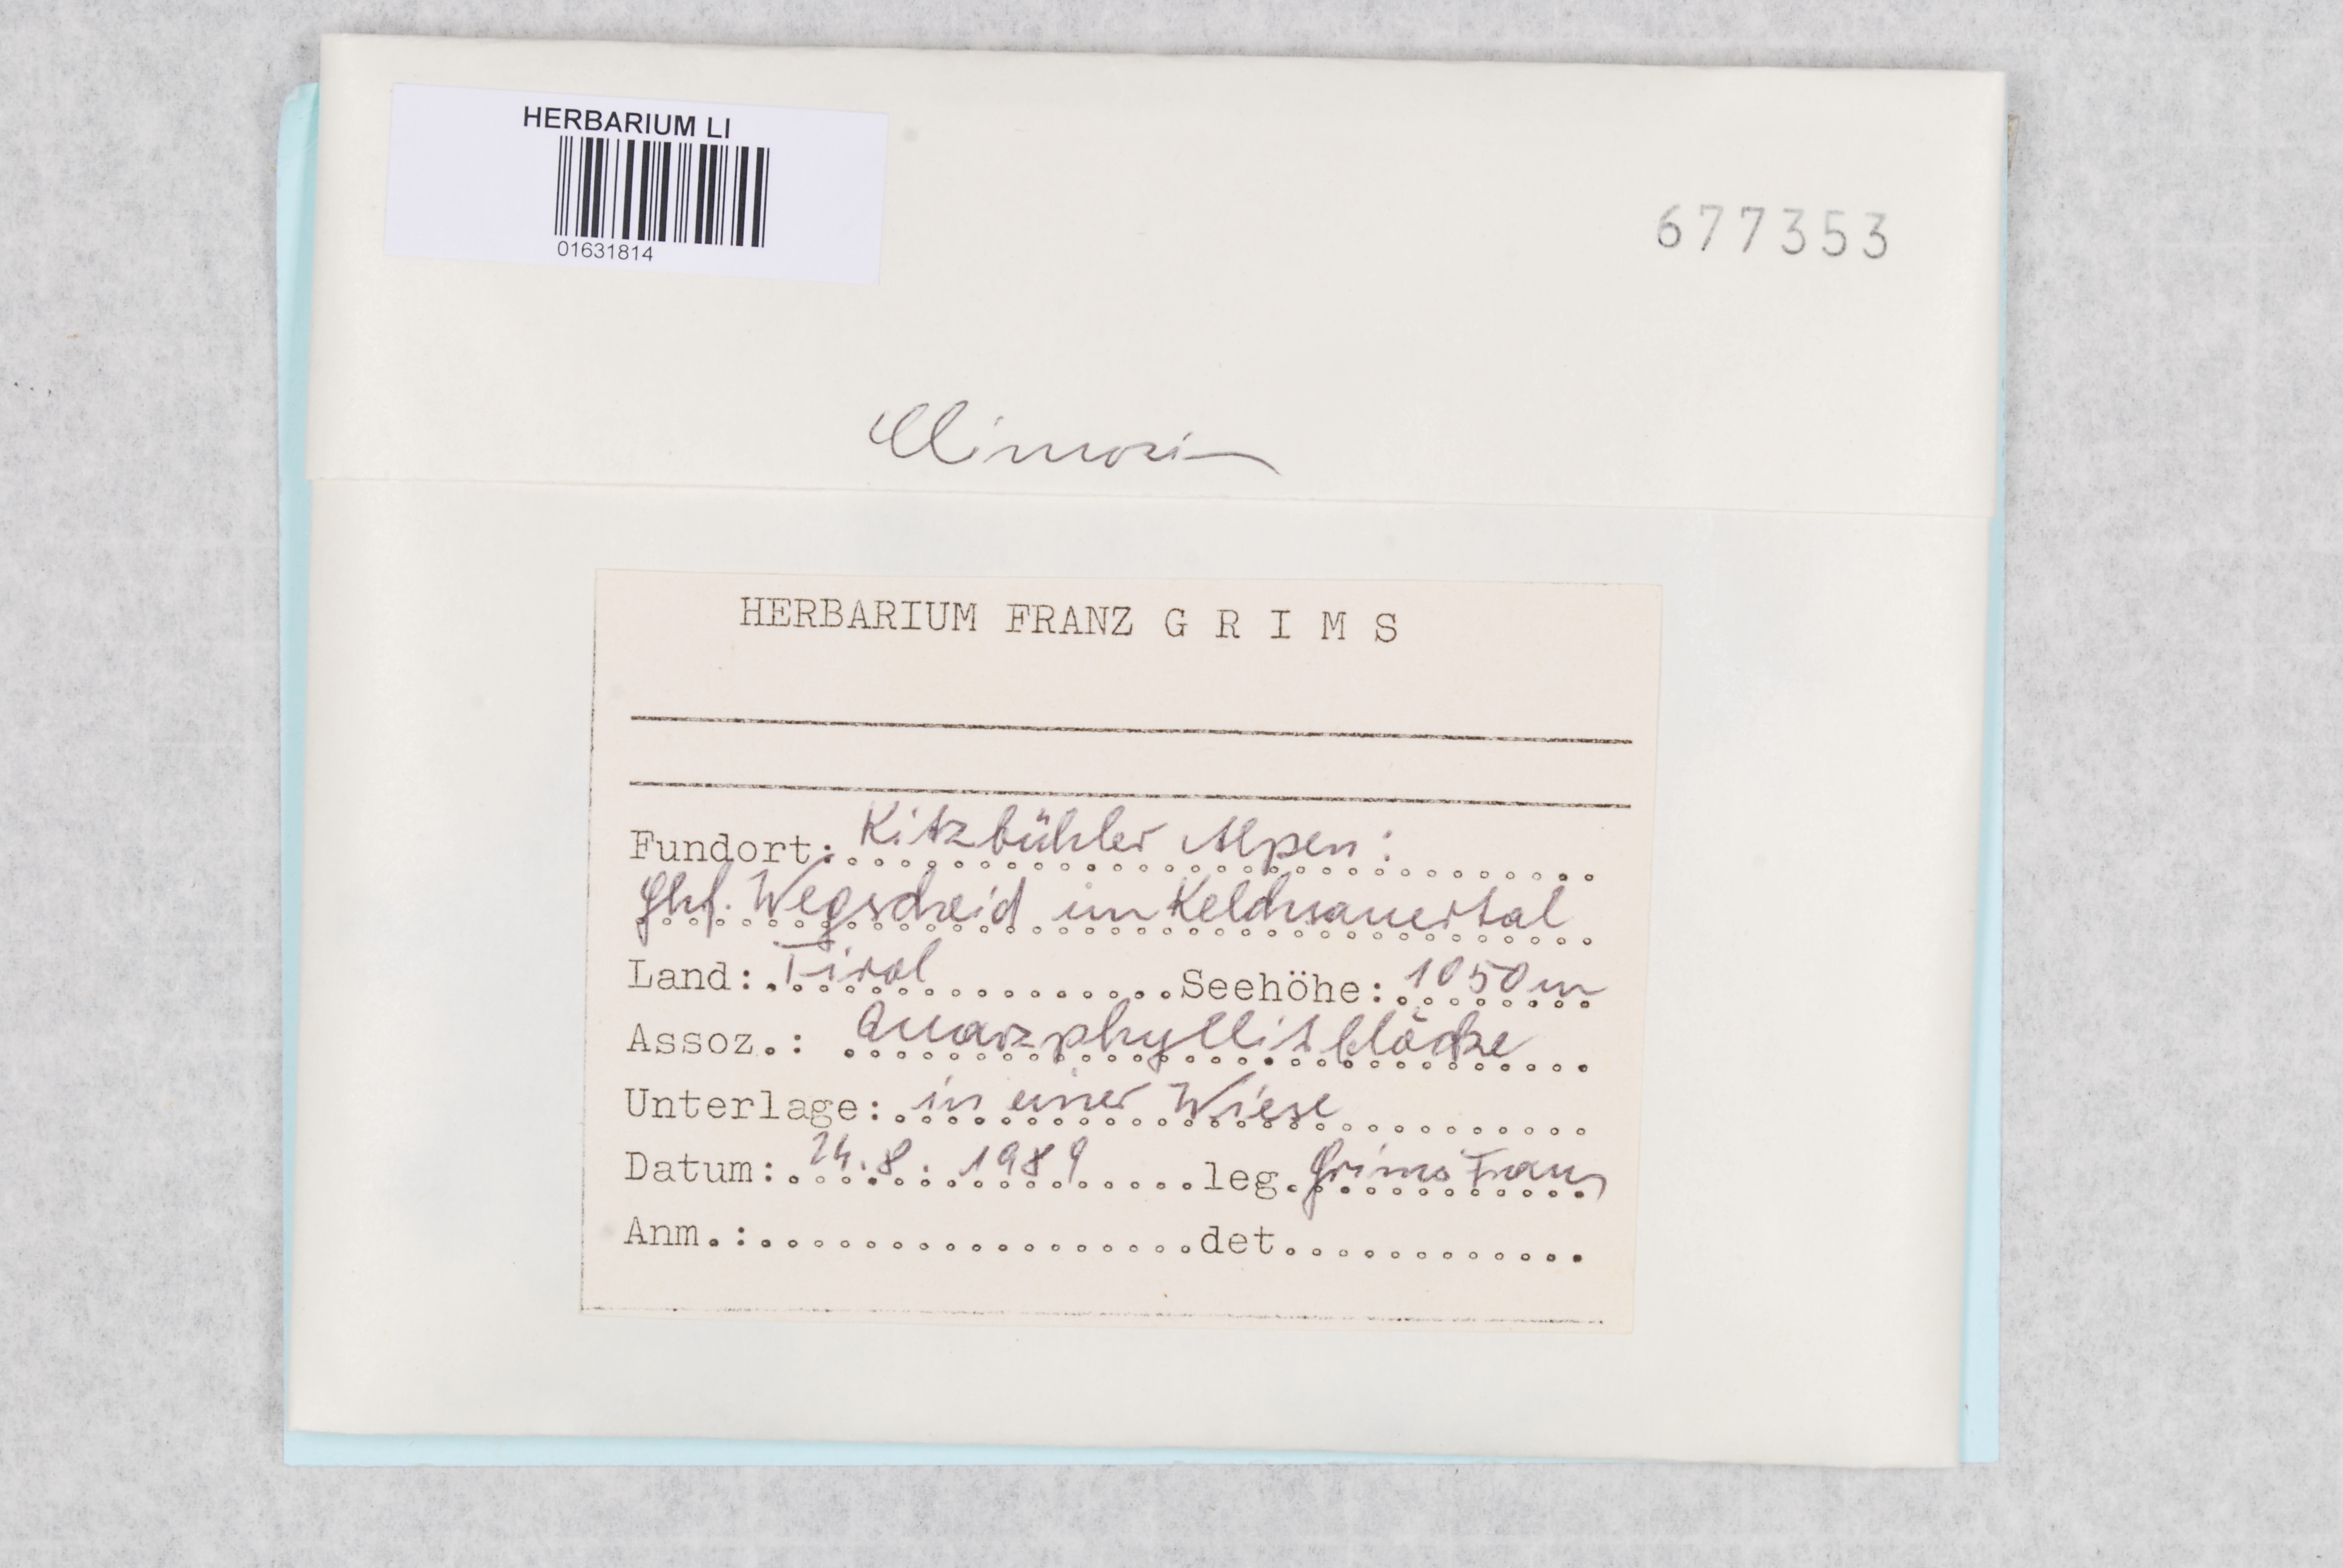 HERBARIUM LI
01631814
677353
HERBARIUM FRANZ G R I M S
Fundort: Kitzbühler Alpen:
Ghf. Wegscheid im Kelchsauertal
Land: Tirol Seehöhe: 1050 m
Assoz.: Quarzphyllitblöcke
Unterlage: in einer Wiese
Datum: 24.8.1989 leg. Grims Franz
Anm.: det.